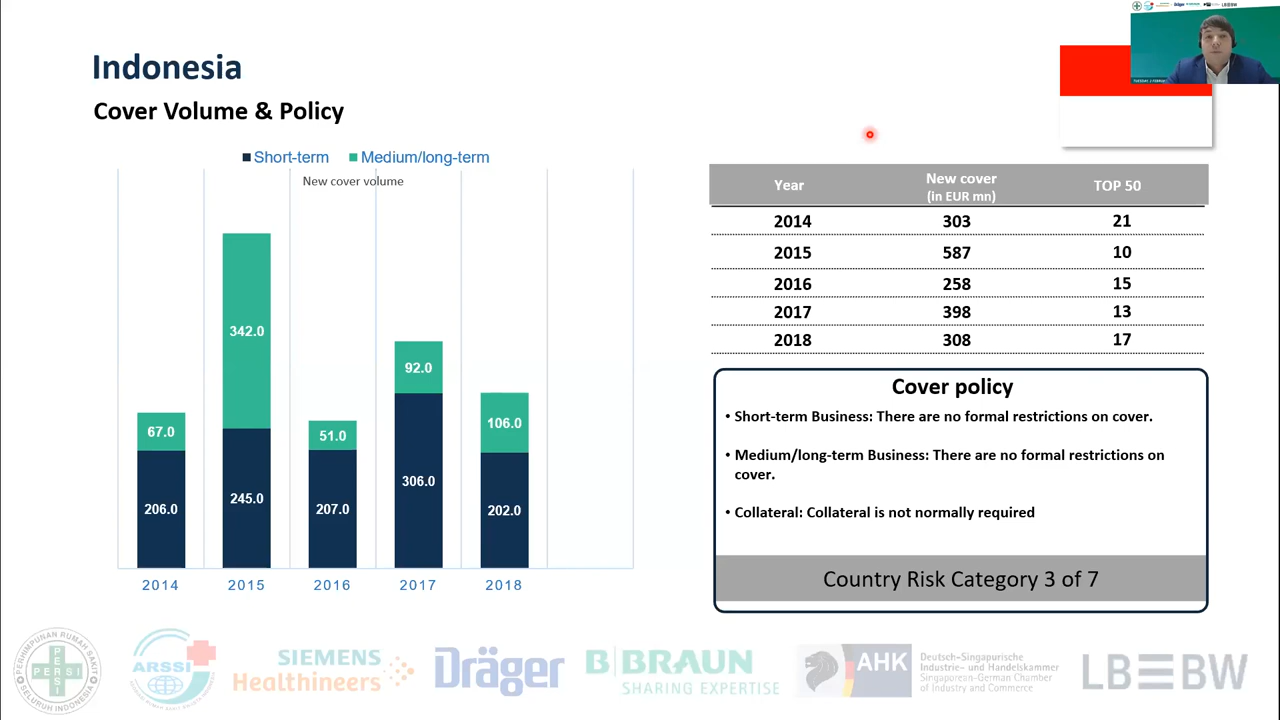 Indonesia
Cover Volume & Policy
Short-term Medium/long-term
New cover volume
67.0
206.0
342.0
245.0
51.0
207.0
92.0
306.0
106.0
202.0
2014 2015 2016 2017 2018
Year New cover (in EUR mn) TOP 50
2014 303 21
2015 587 10
2016 258 15
2017 398 13
2018 308 17
Cover policy
• Short-term Business: There are no formal restrictions on cover.
• Medium/long-term Business: There are no formal restrictions on
cover.
• Collateral: Collateral is not normally required
Country Risk Category 3 of 7
PERHIMPUNAN RUMAH SAKIT
SELURUH INDONESIA
PERSI
ARSSI
SIEMENS
Healthineers
Dräger
B BRAUN
SHARING EXPERTISE
AHK
Deutsch-Singapurische
Industrie- und Handelskammer
Singaporean-German Chamber
of Industry and Commerce
LBBW
Dräger
LBBW